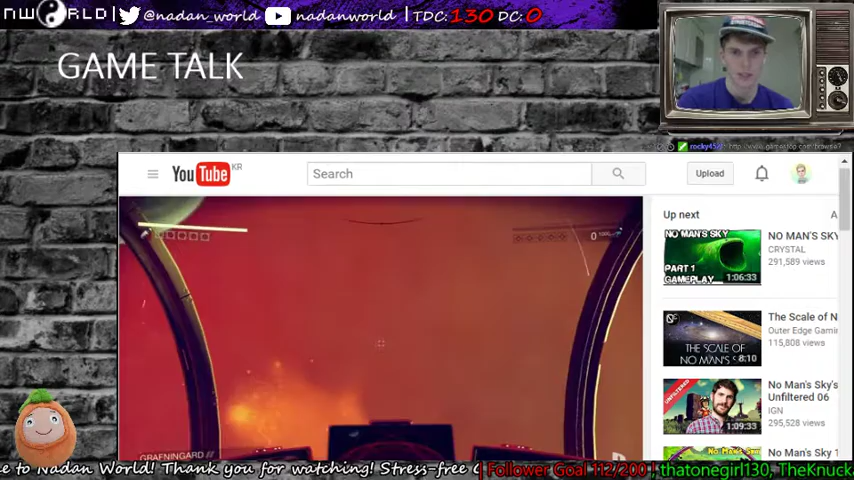 NWRLD
@nadan_world
nadanworld
TDC: 130 DC: 0
GAME TALK
YouTube KR
Search
Upload
Up next
NO MAN'S SKY
PART 1
GAMEPLAY
1:06:33
NO MAN'S SKY
CRYSTAL
291,589 views
THE SCALE OF
NO MAN'S SKY
8:10
The Scale of N
Outer Edge Gamin
115,808 views
UNFILTERED
1:09:33
No Man's Sky's
Unfiltered 06
IGN
295,528 views
No Man's Sky 1
0
GRAENINGARD //
e to Nadan World! Thank you for watching! Stress-free
Follower Goal 112/200
thatonegirl130, TheKnuck